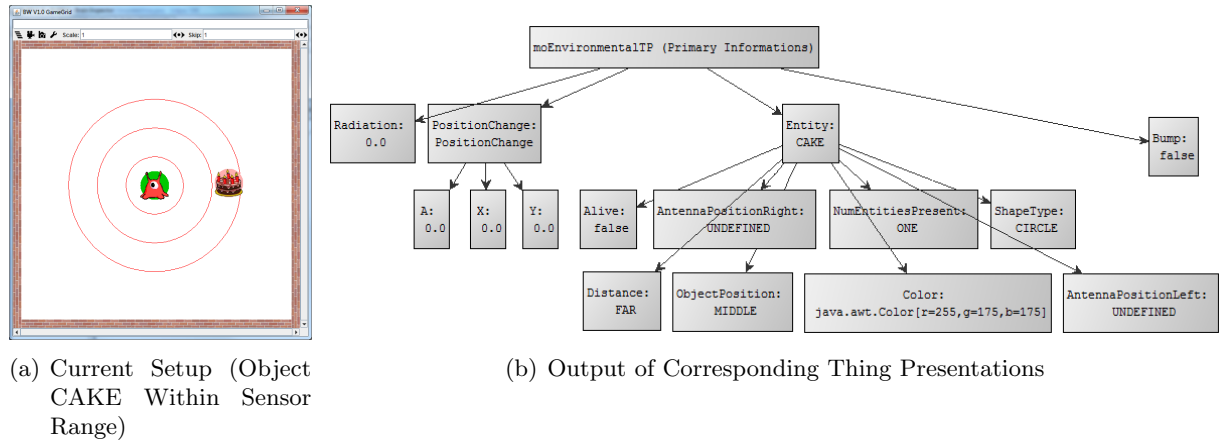 BW V1.0 GameGrid
Scale: 1
Skip: 1
moEnvironmentalTP (Primary Informations)
Radiation:
0.0
PositionChange:
PositionChange
Entity:
CAKE
Bump:
false
A:
0.0
X:
0.0
Y:
0.0
Alive:
false
AntennaPositionRight:
UNDEFINED
NumEntitiesPresent:
ONE
ShapeType:
CIRCLE
Distance:
FAR
ObjectPosition:
MIDDLE
Color:
java.awt.Color[r=255,g=175,b=175]
AntennaPositionLeft:
UNDEFINED
(a) Current Setup (Object
CAKE Within Sensor
Range)
(b) Output of Corresponding Thing Presentations